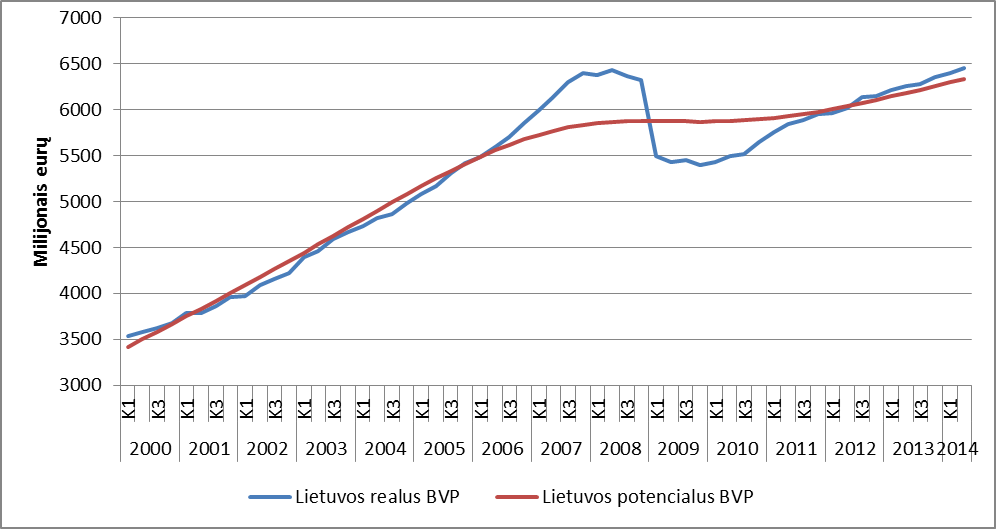 7000
6500
6000
5500
5000
4500
4000
3500
3000
Milijonais eurų
K1 K3 K1 K3 K1 K3 K1 K3 K1 K3 K1 K3 K1 K3 K1 K3 K1 K3 K1 K3 K1 K3 K1 K3 K1 K3 K1 K3 K1
2000 2001 2002 2003 2004 2005 2006 2007 2008 2009 2010 2011 2012 2013 2014
Lietuvos realus BVP Lietuvos potencialus BVP